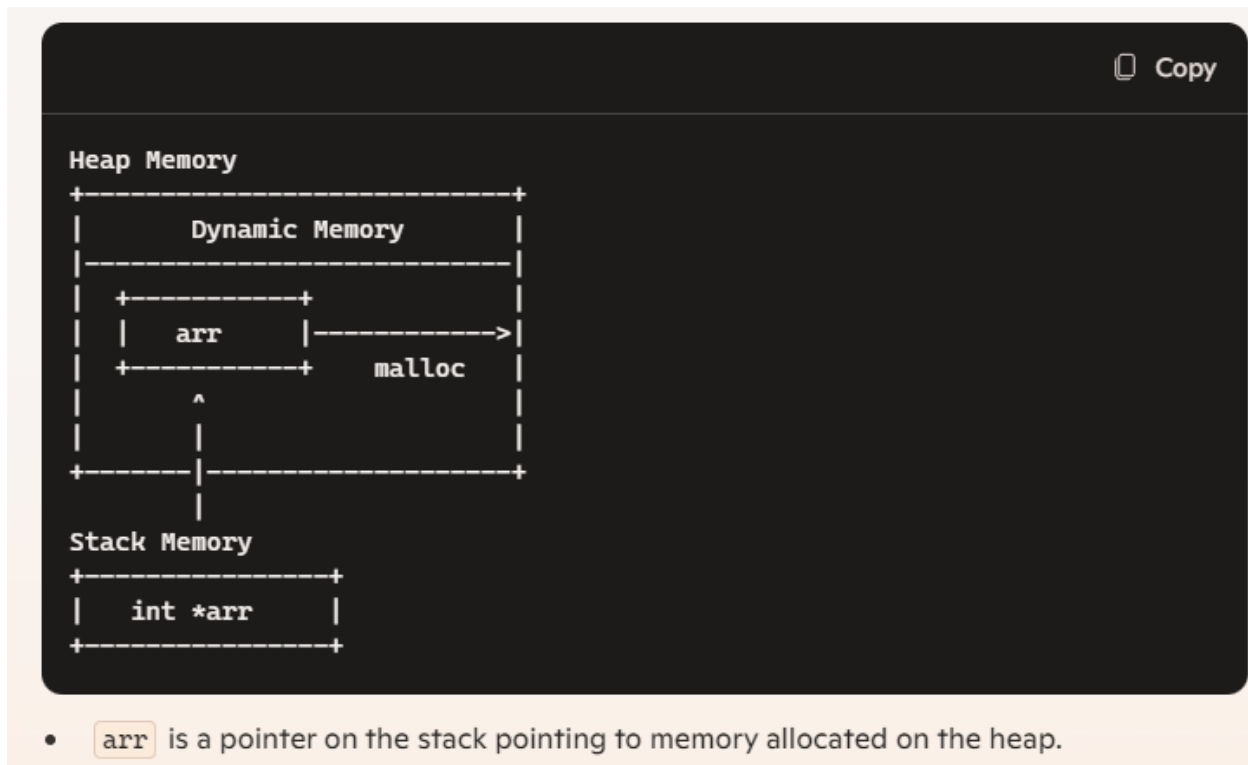 Copy
Heap Memory
+----------------------------+
|       Dynamic Memory       |
|----------------------------|
|  +-----------+             |
|  |   arr     |------------>|
|  +-----------+    malloc   |
|       ^                    |
|       |                    |
+-------|--------------------+
        |
Stack Memory
+----------------+
|   int *arr     |
+----------------+
• arr is a pointer on the stack pointing to memory allocated on the heap.